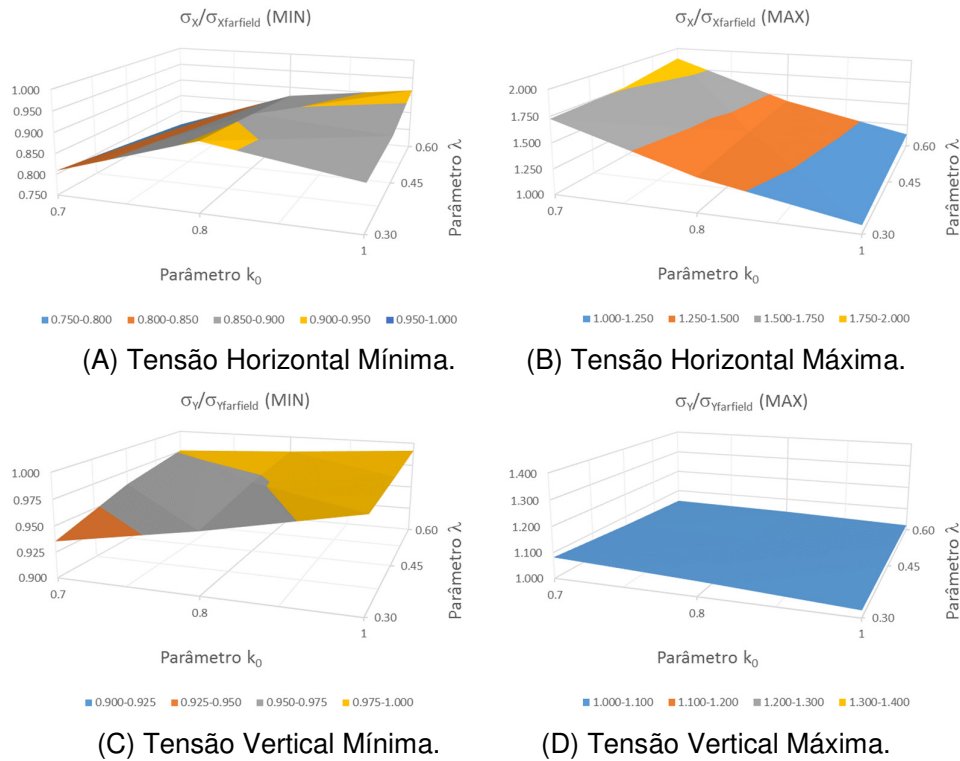 σX/σXfarfield (MIN)
1.000
0.950
0.900
0.850
0.800
0.750
0.7
0.8
1
0.60
0.45
0.30
Parâmetro λ
Parâmetro k0
0.750-0.800 0.800-0.850 0.850-0.900 0.900-0.950 0.950-1.000
(A) Tensão Horizontal Mínima.
σX/σXfarfield (MAX)
2.000
1.750
1.500
1.250
1.000
0.7
0.8
1
0.60
0.45
0.30
Parâmetro λ
Parâmetro k0
1.000-1.250 1.250-1.500 1.500-1.750 1.750-2.000
(B) Tensão Horizontal Máxima.
σY/σYfarfield (MIN)
1.000
0.975
0.950
0.925
0.900
0.7
0.8
1
0.60
0.45
0.30
Parâmetro λ
Parâmetro k0
0.900-0.925 0.925-0.950 0.950-0.975 0.975-1.000
(C) Tensão Vertical Mínima.
σY/σYfarfield (MAX)
1.400
1.300
1.200
1.100
1.000
0.7
0.8
1
0.60
0.45
0.30
Parâmetro λ
Parâmetro k0
1.000-1.100 1.100-1.200 1.200-1.300 1.300-1.400
(D) Tensão Vertical Máxima.